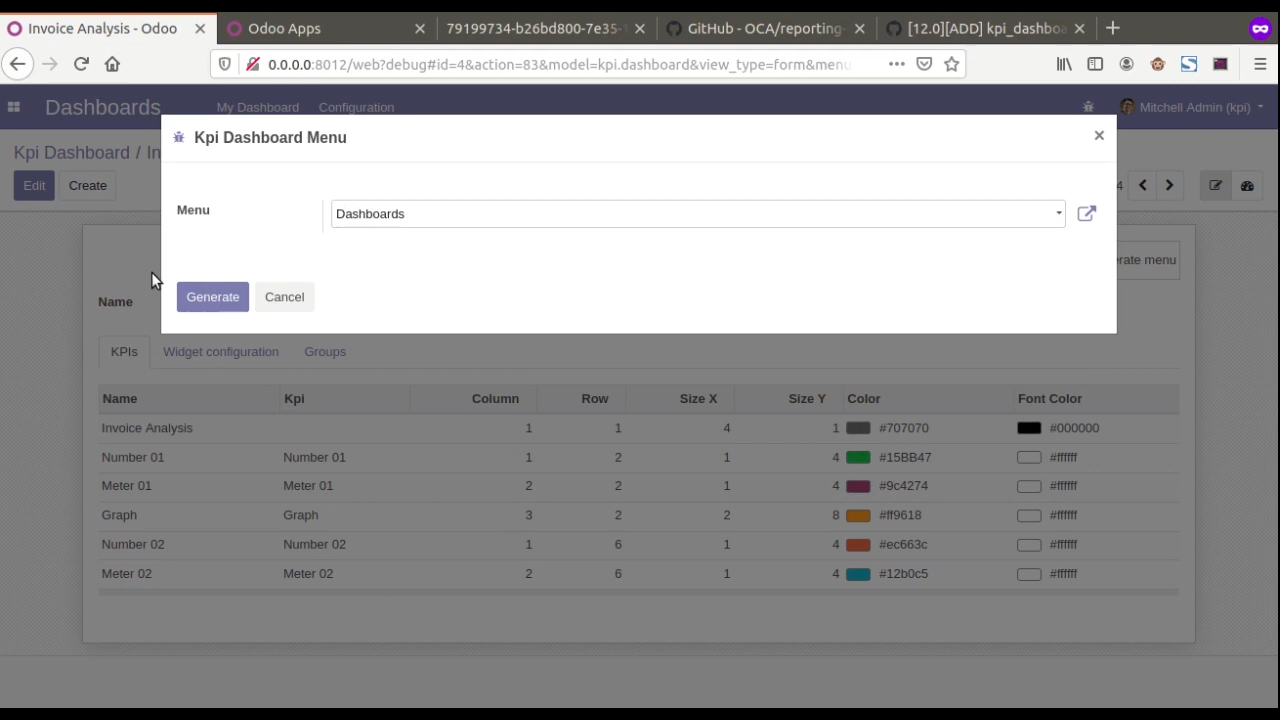 Invoice Analysis - Odoo
Odoo Apps
79199734-b26bd800-7e35-
GitHub - OCA/reporting-
[12.0][ADD] kpi_dashboa
0.0.0.0:8012/web?debug#id=4&action=83&model=kpi.dashboard&view_type=form&menu
Dashboards My Dashboard Configuration Mitchell Admin (kpi)
Kpi Dashboard Menu
Kpi Dashboard / In
Edit Create 4
Menu Dashboards
erate menu
Generate Cancel
Name
KPIs Widget configuration Groups
Name Kpi Column Row Size X Size Y Color Font Color
Invoice Analysis 1 1 4 1 #707070 #000000
Number 01 Number 01 1 2 1 4 #15BB47 #ffffff
Meter 01 Meter 01 2 2 1 4 #9c4274 #ffffff
Graph Graph 3 2 2 8 #ff9618 #ffffff
Number 02 Number 02 1 6 1 4 #ec663c #ffffff
Meter 02 Meter 02 2 6 1 4 #12b0c5 #ffffff